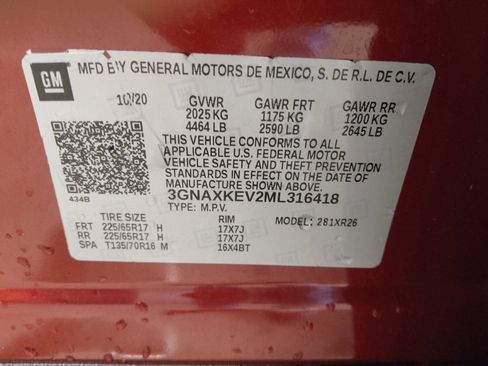 GM
MFD BY GENERAL MOTORS DE MEXICO, S. DE R.L. DE C.V.
10/20 GVWR GAWR FRT GAWR RR
2025 KG 1175 KG 1200 KG
4464 LB 2590 LB 2645 LB
THIS VEHICLE CONFORMS TO ALL
APPLICABLE U.S. FEDERAL MOTOR
VEHICLE SAFETY AND THEFT PREVENTION
STANDARDS IN EFFECT ON THE DATE OF
MANUFACTURE SHOWN ABOVE.
434B
3GNAXKEV2ML316418
TYPE: M.P.V. MODEL: 281XR26
TIRE SIZE RIM
FRT 225/65R17 H 17X7J
RR 225/65R17 H 17X7J
SPA T135/70R16 M 16X4BT